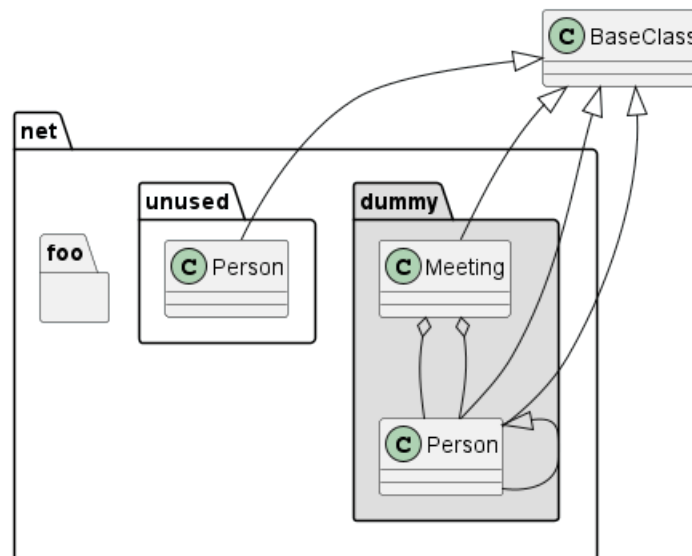 C BaseClass
net
unused
dummy
foo
C Person
C Meeting
C Person